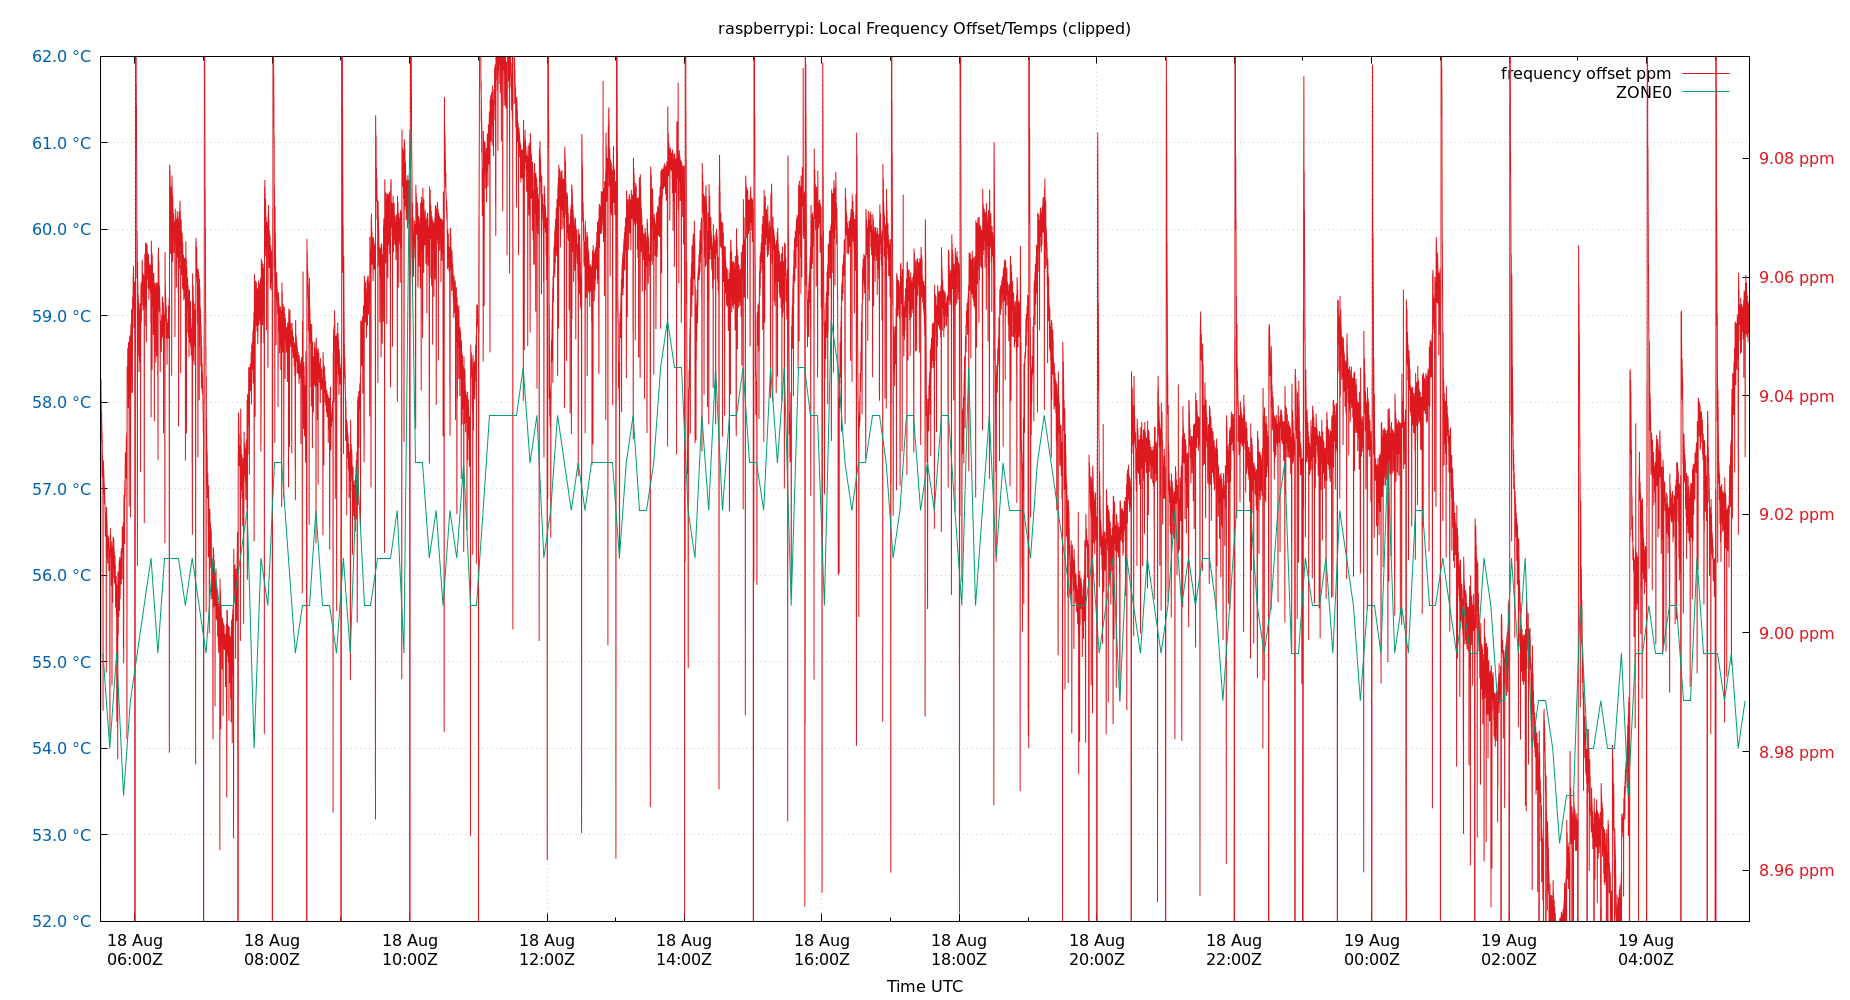 raspberrypi: Local Frequency Offset/Temps (clipped)
62.0 °C
61.0 °C
60.0 °C
59.0 °C
58.0 °C
57.0 °C
56.0 °C
55.0 °C
54.0 °C
53.0 °C
52.0 °C
frequency offset ppm
ZONE0
9.08 ppm
9.06 ppm
9.04 ppm
9.02 ppm
9.00 ppm
8.98 ppm
8.96 ppm
18 Aug 18 Aug 18 Aug 18 Aug 18 Aug 18 Aug 18 Aug 18 Aug 18 Aug 19 Aug 19 Aug 19 Aug
06:00Z 08:00Z 10:00Z 12:00Z 14:00Z 16:00Z 18:00Z 20:00Z 22:00Z 00:00Z 02:00Z 04:00Z
Time UTC